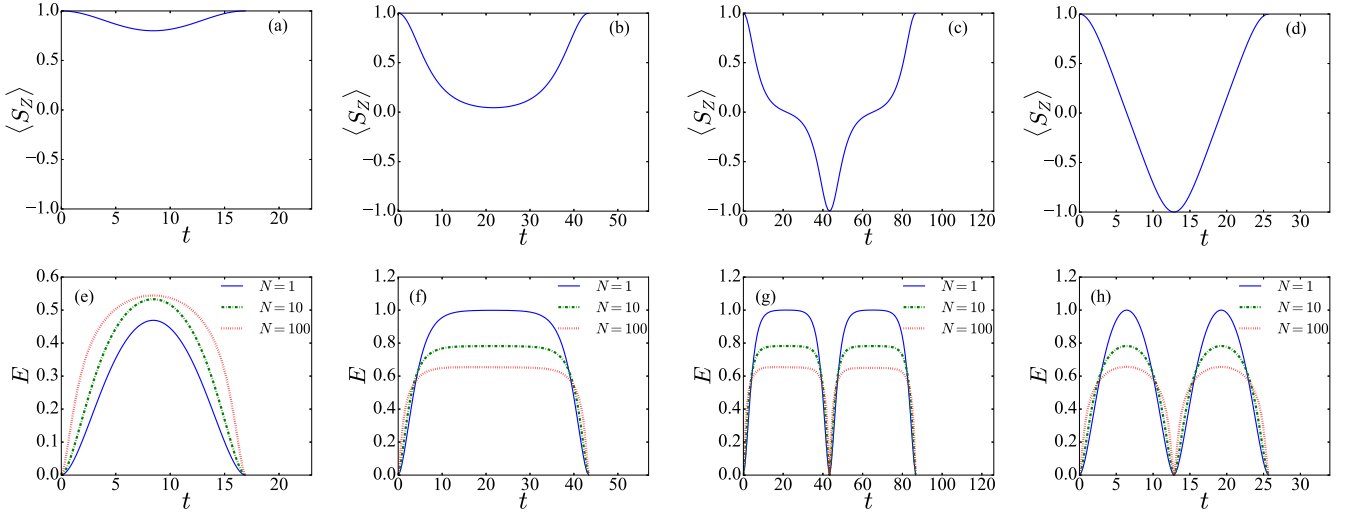 1.0
0.5
0.0
−0.5
−1.0
⟨S_Z⟩
(a)
0 5 10 15 20
t
1.0
0.5
0.0
−0.5
−1.0
⟨S_Z⟩
(b)
0 10 20 30 40 50
t
1.0
0.5
0.0
−0.5
−1.0
⟨S_Z⟩
(c)
0 20 40 60 80 100 120
t
1.0
0.5
0.0
−0.5
−1.0
⟨S_Z⟩
(d)
0 5 10 15 20 25 30
t
0.6
0.5
0.4
0.3
0.2
0.1
0.0
E
(e)
N = 1
N = 10
N = 100
0 5 10 15 20
t
1.2
1.0
0.8
0.6
0.4
0.2
0.0
E
(f)
N = 1
N = 10
N = 100
0 10 20 30 40 50
t
1.2
1.0
0.8
0.6
0.4
0.2
0.0
E
(g)
N = 1
N = 10
N = 100
0 20 40 60 80 100 120
t
1.2
1.0
0.8
0.6
0.4
0.2
0.0
E
(h)
N = 1
N = 10
N = 100
0 5 10 15 20 25 30
t